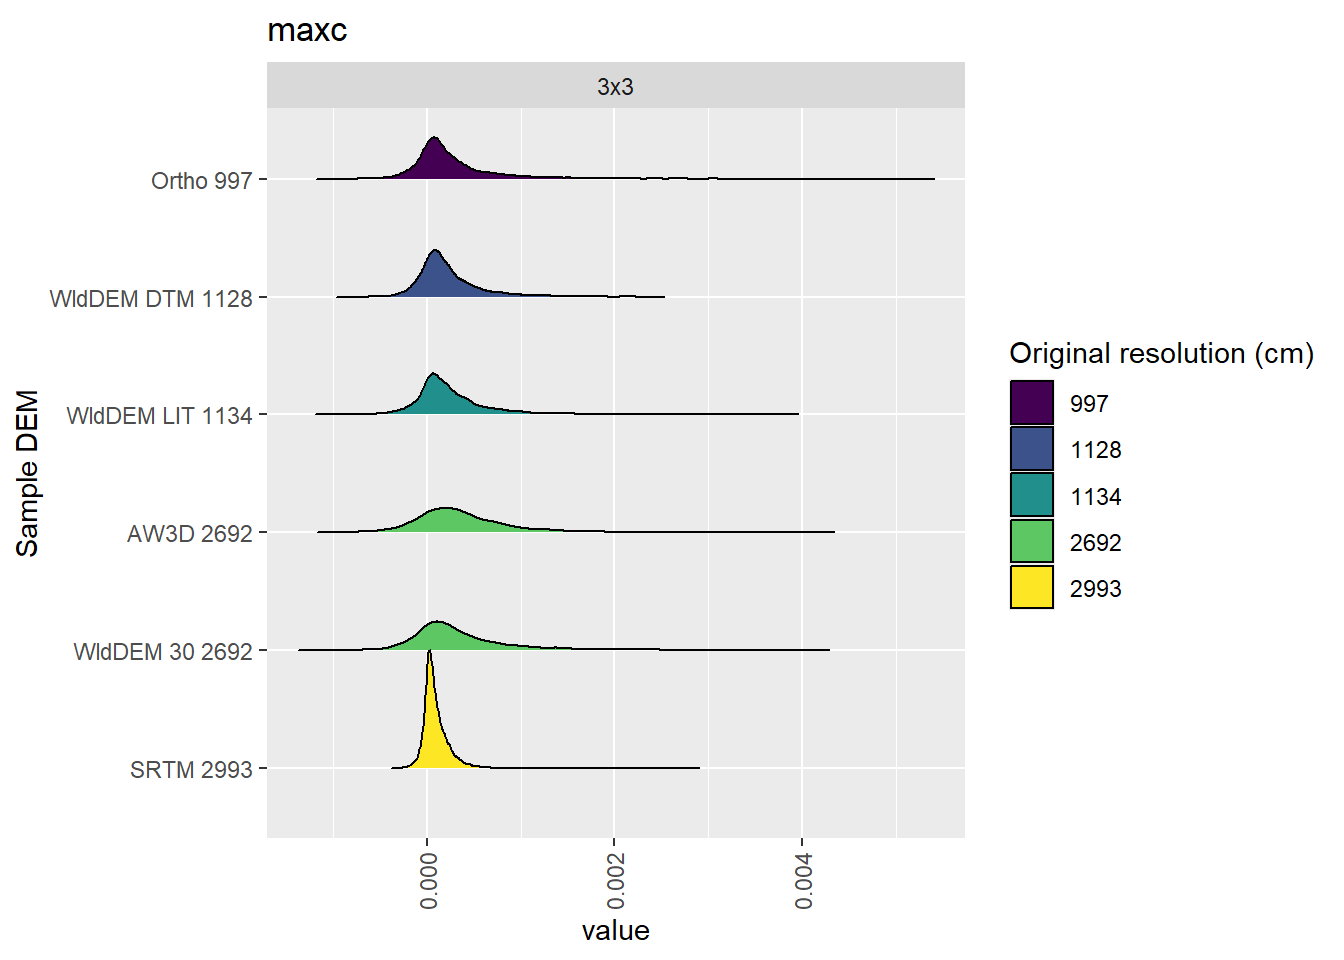 maxc
3x3
Ortho 997
WldDEM DTM 1128
WldDEM LIT 1134
AW3D 2692
WldDEM 30 2692
SRTM 2993
Sample DEM
0.000
0.002
0.004
value
Original resolution (cm)
997
1128
1134
2692
2993